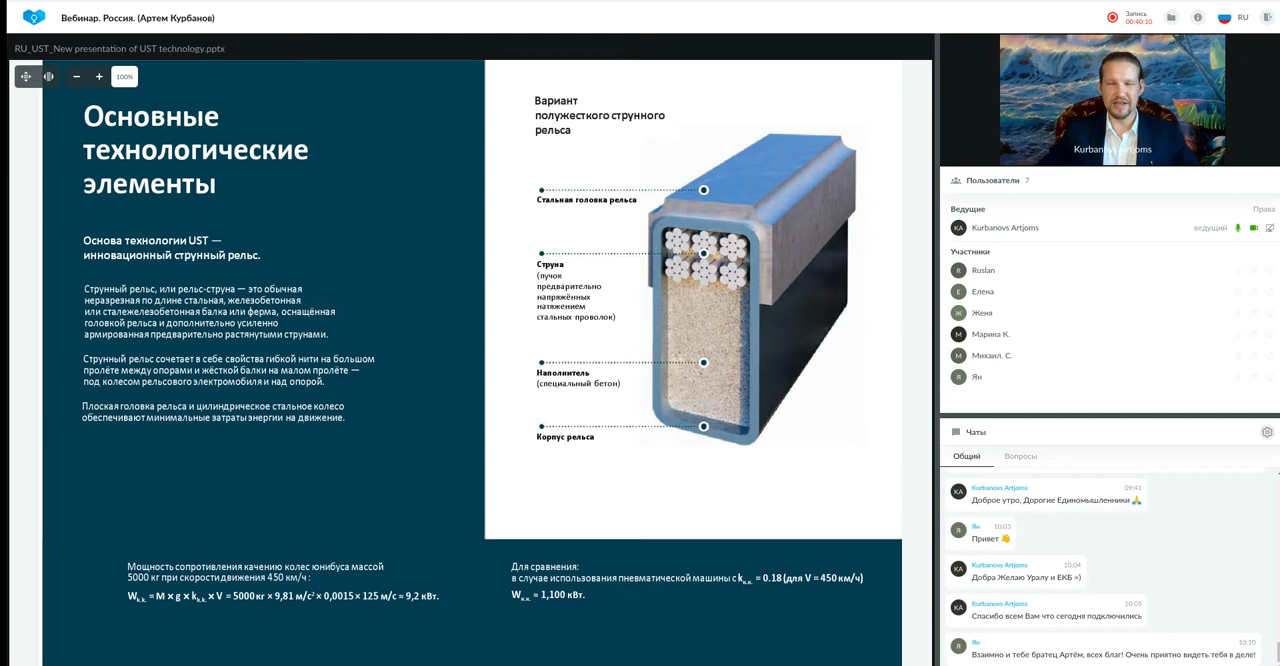 Вебинар. Россия. (Артем Курбанов)
Запись
00:40:10
RU
RU_UST_New presentation of UST technology.pptx
100%
Основные
технологические
элементы
Основа технологии UST —
инновационный струнный рельс.
Струнный рельс, или рельс-струна — это обычная
неразрезная по длине стальная, железобетонная
или сталежелезобетонная балка или ферма, оснащённая
головкой рельса и дополнительно усиленно
армированная предварительно растянутыми струнами.
Струнный рельс сочетает в себе свойства гибкой нити на большом
пролёте между опорами и жёсткой балки на малом пролёте —
под колесом рельсового электромобиля и над опорой.
Плоская головка рельса и цилиндрическое стальное колесо
обеспечивают минимальные затраты энергии на движение.
Вариант
полужесткого струнного
рельса
Стальная головка рельса
Струна
(пучок
предварительно
напряжённых
натяжением
стальных проволок)
Наполнитель
(специальный бетон)
Корпус рельса
Мощность сопротивления качению колес юнибуса массой
5000 кг при скорости движения 450 км/ч :
Wk.k. = M × g × kk.k. × V = 5000 кг × 9,81 м/с² × 0,0015 × 125 м/с ≈ 9,2 кВт.
Для сравнения:
в случае использования пневматической машины с kк.к. = 0.18 (для V = 450 км/ч)
Wк.к. ≈ 1,100 кВт.
Kurbanovs Artjoms
Пользователи 7
Ведущие Права
KA Kurbanovs Artjoms ведущий
Участники
R Ruslan
Е Елена
Ж Женя
М Марина К.
М Михаил. С.
Я Ян
Чаты
Общий Вопросы
KA Kurbanovs Artjoms 09:41
Доброе утро, Дорогие Единомышленники 🙏
Я Ян 10:03
Привет 👋
KA Kurbanovs Artjoms 10:04
Добра Желаю Уралу и ЕКБ =)
KA Kurbanovs Artjoms 10:05
Спасибо всем Вам что сегодня подключились
Я Ян 10:10
Взаимно и тебе братец Артём, всех благ! Очень приятно видеть тебя в деле!